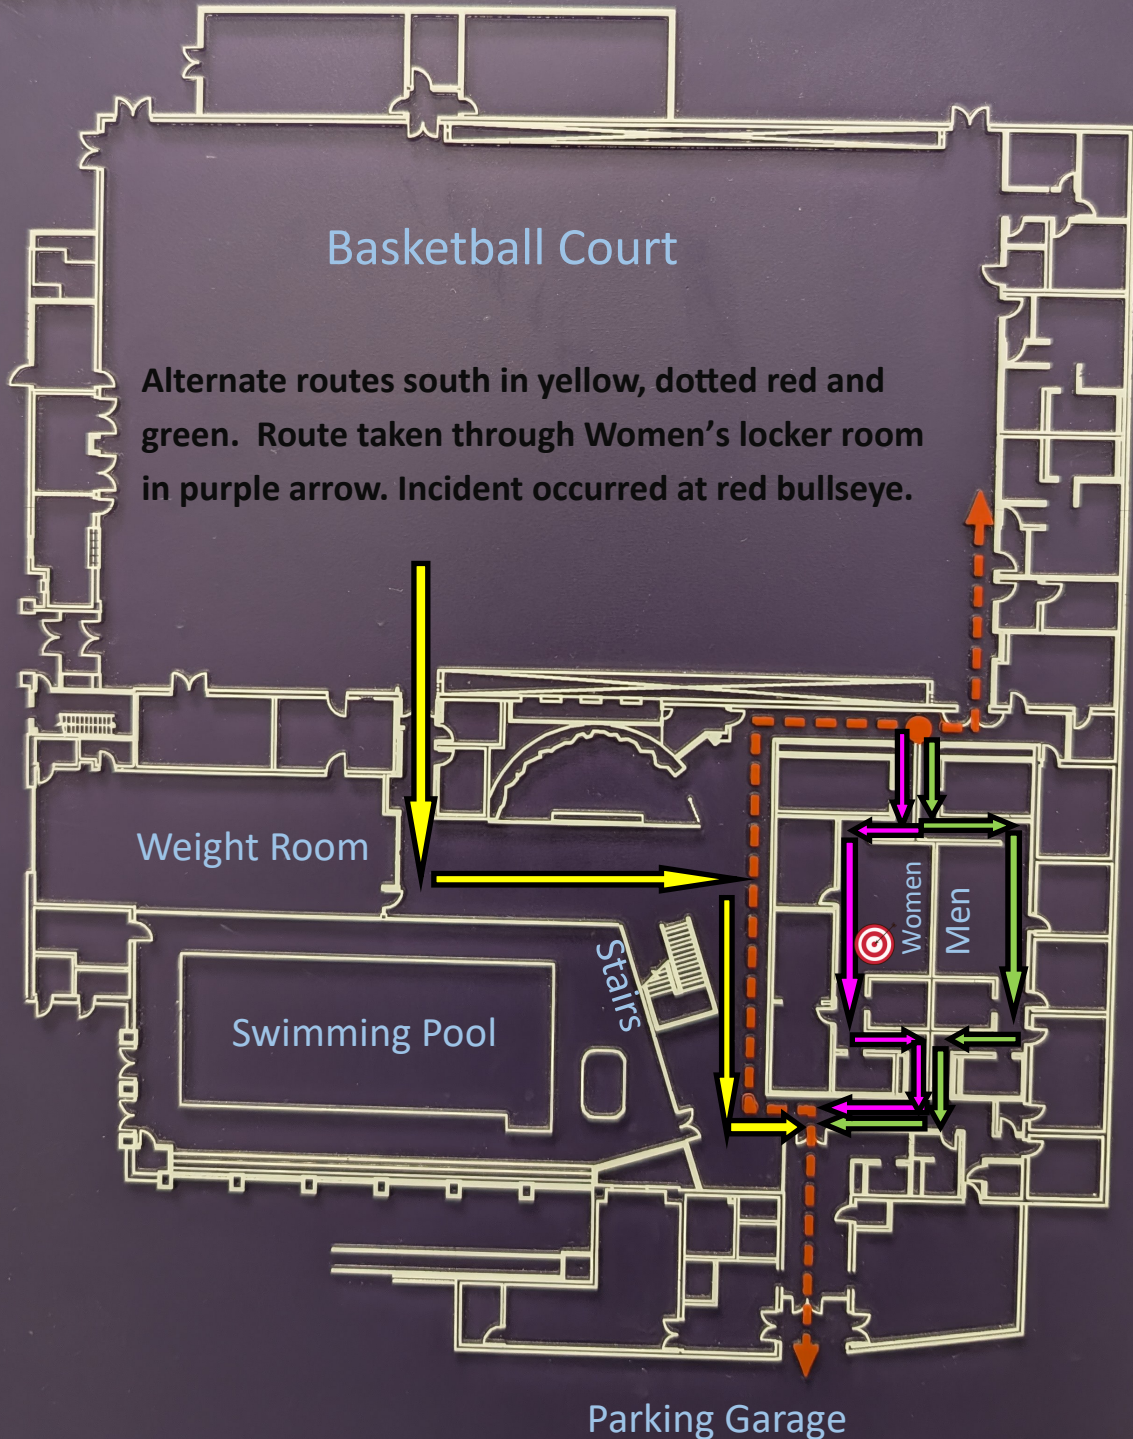 Basketball Court
Alternate routes south in yellow, dotted red and
green.  Route taken through Women’s locker room
in purple arrow. Incident occurred at red bullseye.
Weight Room
Women
Men
Stairs
Swimming Pool
Parking Garage